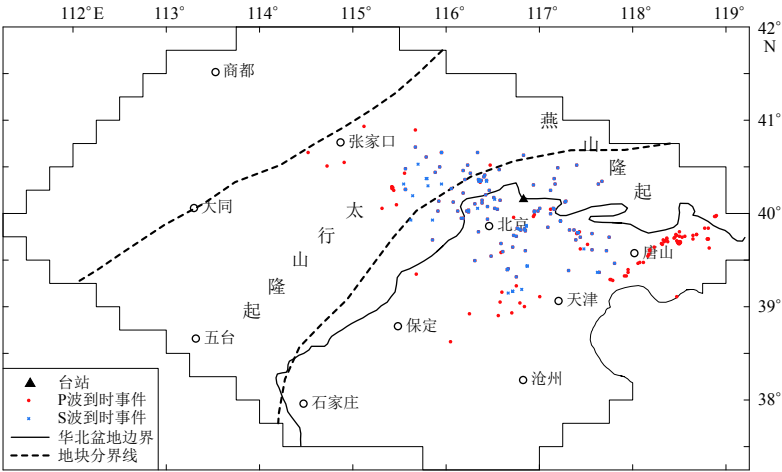 112°E 113° 114° 115° 116° 117° 118° 119°
42°
N
商都
燕
41°
张家口
山
隆
起
太
大同
40°
行
北京
山
唐山
隆
起
天津
39°
保定
五台
沧州
石家庄
38°
台站
P波到时事件
S波到时事件
华北盆地边界
地块分界线